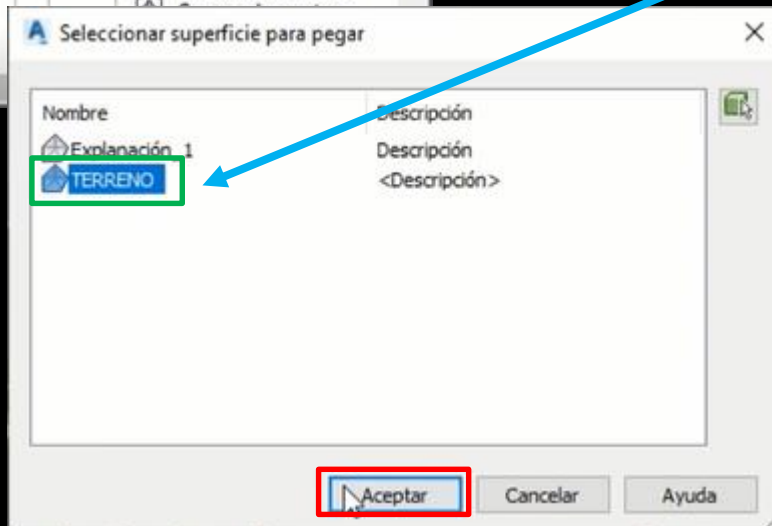 Seleccionar superficie para pegar
Nombre Descripción
Explanación_1 Descripción
TERRENO <Descripción>
Aceptar Cancelar Ayuda